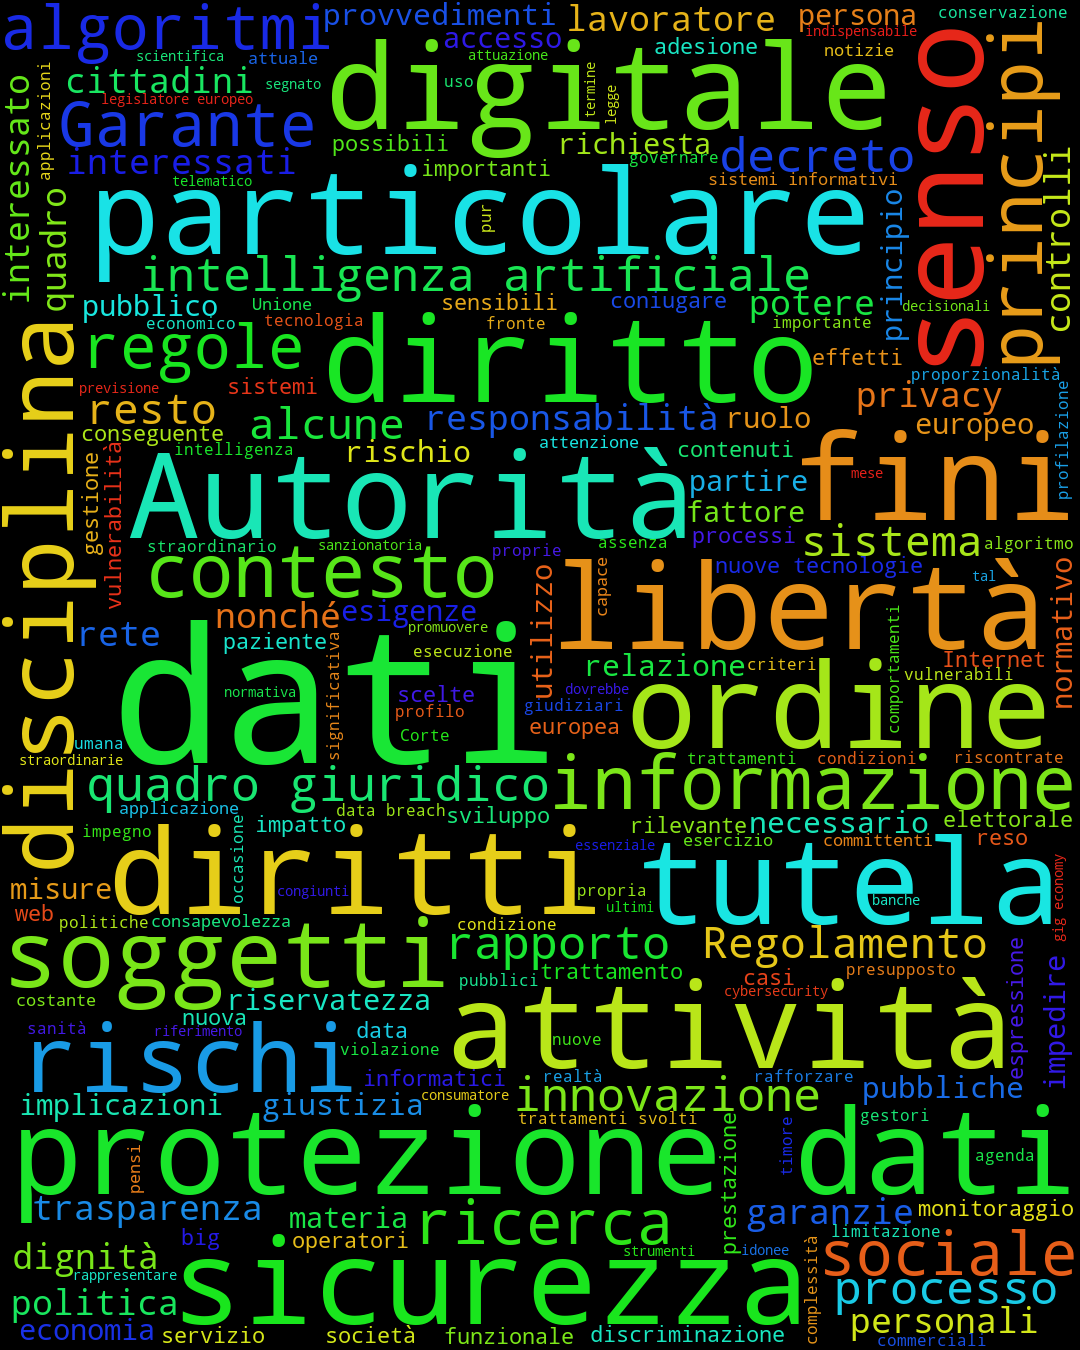 algoritmi
provvedimenti
lavoratore
persona
conservazione
scientifica
attuale
accesso
attuazione
adesione
indispensabile
notizie
cittadini
segnato
legislatore europeo
digitale
uso
termine
legge
senso
principi
interessato
applicazioni
Garante
possibili
richiesta
governare
decreto
controlli
interessati
importanti
sistemi informativi
telematico
quadro
particolare
pur
principio
intelligenza artificiale
pubblico
Unione
sensibili
coniugare
potere
decisionali
economico
tecnologia
fronte
importante
disciplina
regole
diritto
effetti
previsione
sistemi
proporzionalità
privacy
profilazione
resto
alcune
responsabilità
ruolo
europeo
conseguente
intelligenza
rischio
attenzione
contenuti
gestione
vulnerabilità
Autorità
partire
mese
fini
fattore
straordinario
sanzionatoria
proprie
assenza
processi
sistema
algoritmo
contesto
utilizzo
capace
libertà
nuove tecnologie
tal
normativo
nonché
esigenze
rete
paziente
promuovere
esecuzione
comportamenti
dati
significativa
relazione
criteri
Internet
vulnerabili
normativa
scelte
dovrebbe
ordine
profilo
giudiziari
Corte
europea
umana
straordinarie
trattamenti
condizioni
riscontrate
quadro giuridico
informazione
applicazione
data breach
sviluppo
impegno
occasione
impatto
rilevante
necessario
elettorale
diritti
essenziale
esercizio
committenti
reso
tutela
misure
congiunti
propria
banche
gig economy
web
politiche
consapevolezza
ultimi
condizione
soggetti
rapporto
Regolamento
espressione
impedire
pubblici
trattamento
casi
presupposto
costante
riservatezza
cybersecurity
attività
nuova
sanità
riferimento
data
rischi
violazione
nuove
informatici
realtà
rafforzare
consumatore
innovazione
pubbliche
implicazioni
giustizia
trattamenti svolti
gestori
protezione
pensi
prestazione
timore
dati
agenda
trasparenza
materia
ricerca
garanzie
monitoraggio
big
operatori
limitazione
dignità
strumenti
idonee
complessità
sociale
rappresentare
sicurezza
processo
politica
personali
economia
servizio
società
funzionale
discriminazione
commerciali